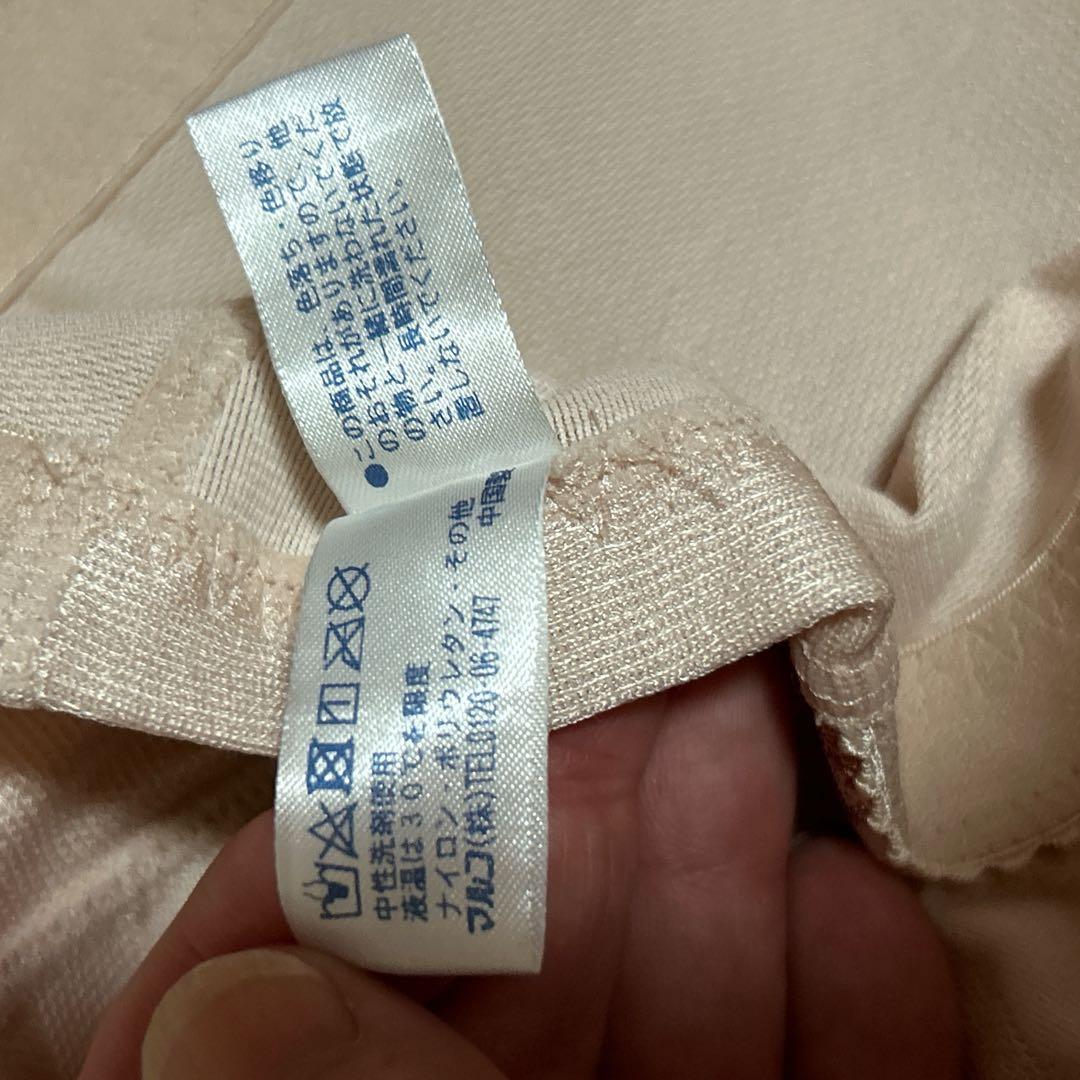 ●この商品は、色落ち・色移り
のおそれがありますので、他
の物と一緒に洗わないでくだ
さい。長時間濡れた状態で放
置しないでください。
中性洗剤使用
液温は30℃を限度
ナイロン・ポリウレタン・その他
マルコ(株)TEL0120-06-4747
中国製